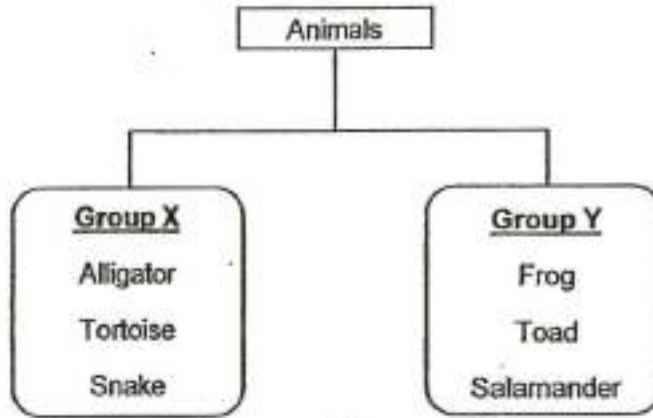 Animals
Group X
Alligator
Tortoise
Snake
Group Y
Frog
Toad
Salamander